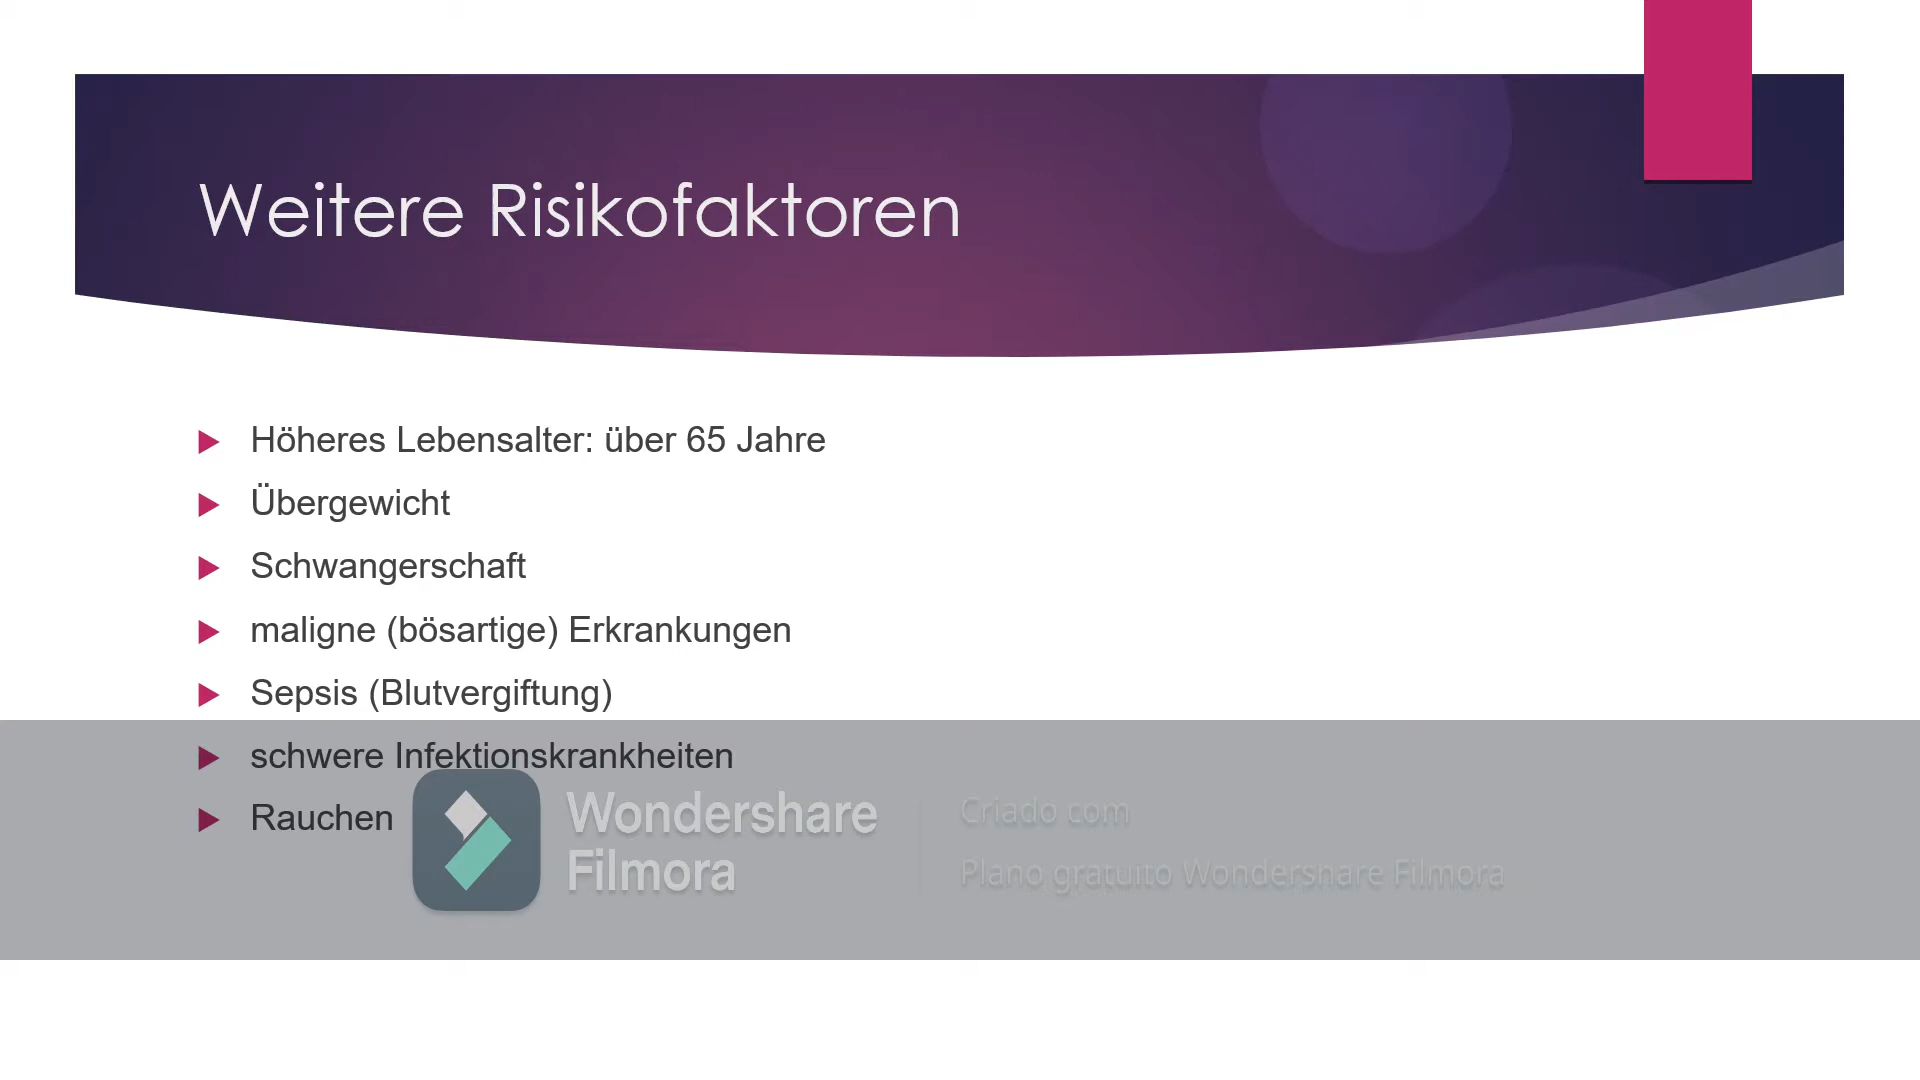 Weitere Risikofaktoren
Höheres Lebensalter: über 65 Jahre
Übergewicht
Schwangerschaft
maligne (bösartige) Erkrankungen
Sepsis (Blutvergiftung)
schwere Infektionskrankheiten
Rauchen
Wondershare
Filmora
Criado com
Plano gratuito Wondershare Filmora